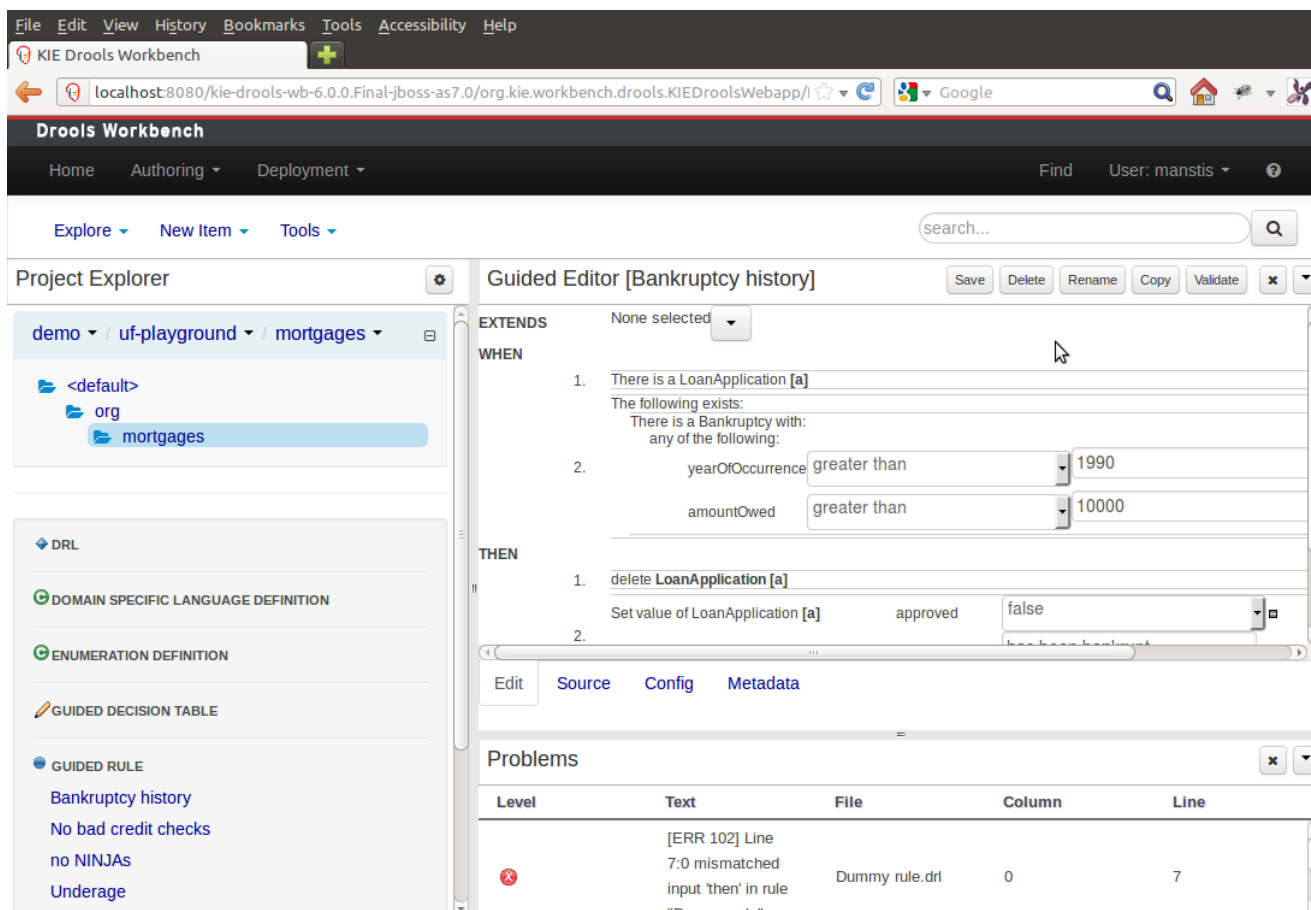 File Edit View History Bookmarks Tools Accessibility Help
KIE Drools Workbench
localhost:8080/kie-drools-wb-6.0.0.Final-jboss-as7.0/org.kie.workbench.drools.KIEDroolsWebapp/ Google
Drools Workbench
Home Authoring Deployment Find User: manstis ?
Explore New Item Tools search...
Project Explorer
demo / uf-playground / mortgages
<default>
org
mortgages
DRL
DOMAIN SPECIFIC LANGUAGE DEFINITION
ENUMERATION DEFINITION
GUIDED DECISION TABLE
GUIDED RULE
Bankruptcy history
No bad credit checks
no NINJAs
Underage
Guided Editor [Bankruptcy history] Save Delete Rename Copy Validate
EXTENDS None selected
WHEN
1. There is a LoanApplication [a]
The following exists:
There is a Bankruptcy with:
any of the following:
2. yearOfOccurrence greater than 1990
amountOwed greater than 10000
THEN
1. delete LoanApplication [a]
Set value of LoanApplication [a] approved false
2. has been bankrupt
Edit Source Config Metadata
Problems
Level Text File Column Line
[ERR 102] Line
7:0 mismatched
input 'then' in rule
Dummy rule.drl 0 7